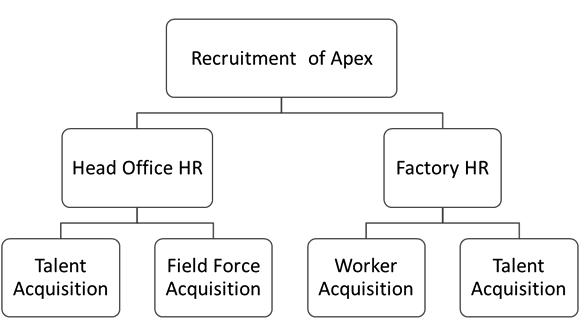 Recruitment of Apex
Head Office HR
Factory HR
Talent
Acquisition
Field Force
Acquisition
Worker
Acquisition
Talent
Acquisition